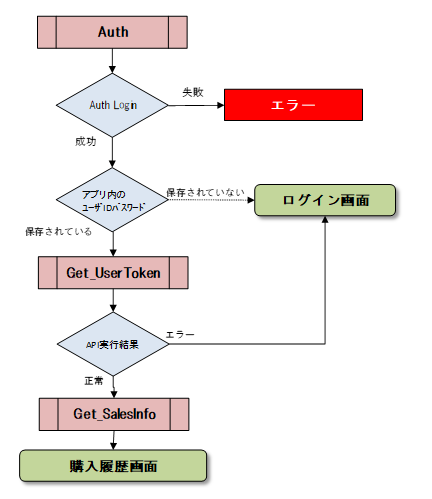 Auth
Auth Login
失敗
エラー
成功
アプリ内の
ユーザIDパスワード
保存されていない
ログイン画面
保存されている
Get_UserToken
API実行結果
エラー
正常
Get_SalesInfo
購入履歴画面